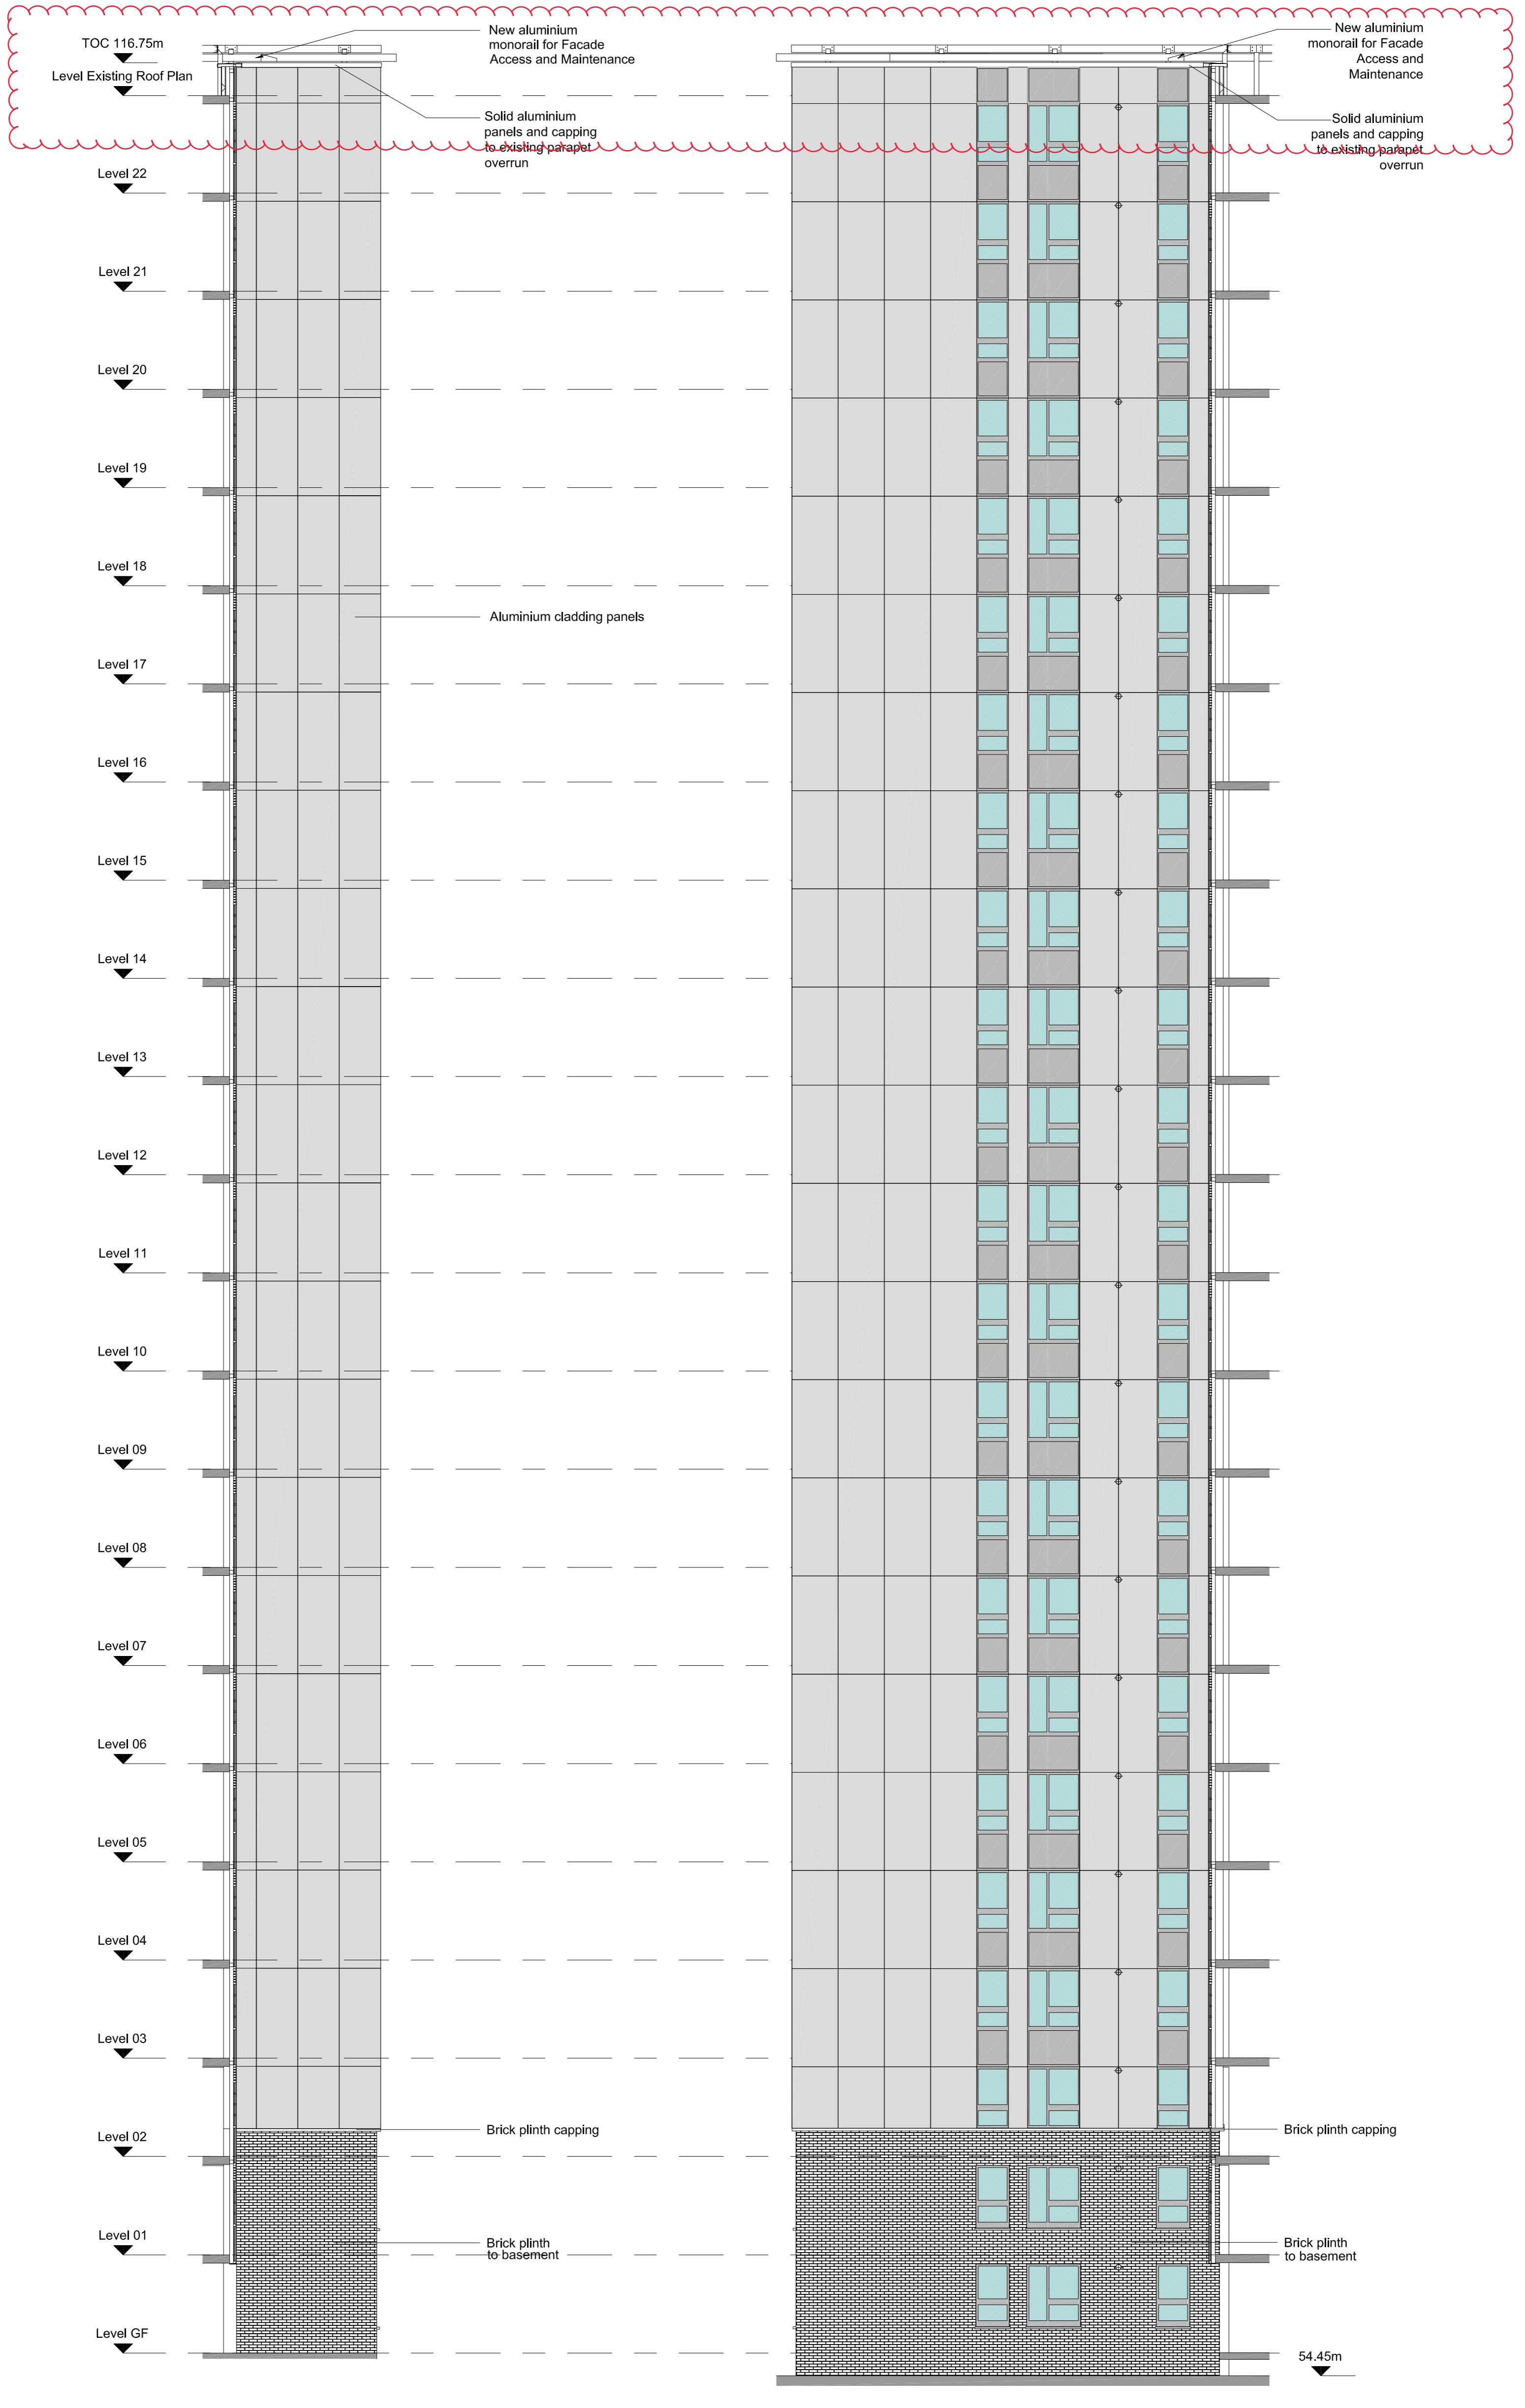 TOC 116.75m
Level Existing Roof Plan
New aluminium
monorail for Facade
Access and Maintenance
Solid aluminium
panels and capping
to existing parapet
overrun
New aluminium
monorail for Facade
Access and
Maintenance
Solid aluminium
panels and capping
to existing parapet
overrun
Level 22
Level 21
Level 20
Level 19
Level 18
Aluminium cladding panels
Level 17
Level 16
Level 15
Level 14
Level 13
Level 12
Level 11
Level 10
Level 09
Level 08
Level 07
Level 06
Level 05
Level 04
Level 03
Brick plinth capping
Brick plinth capping
Level 02
Level 01
Brick plinth
to basement
Brick plinth
to basement
Level GF
54.45m